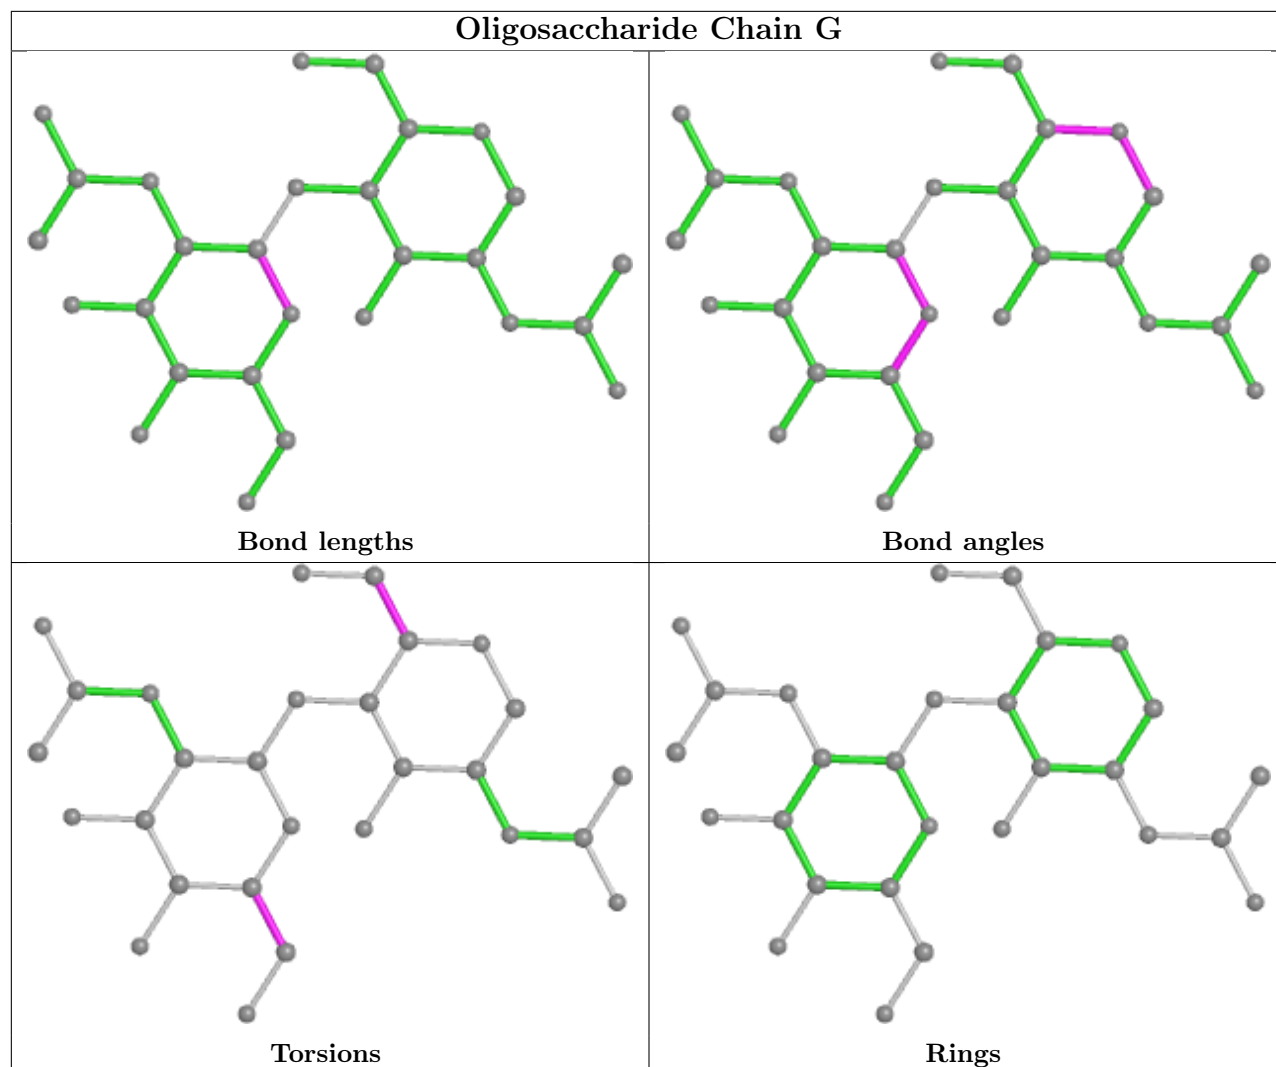 Oligosaccharide Chain G
Bond lengths
Bond angles
Torsions
Rings